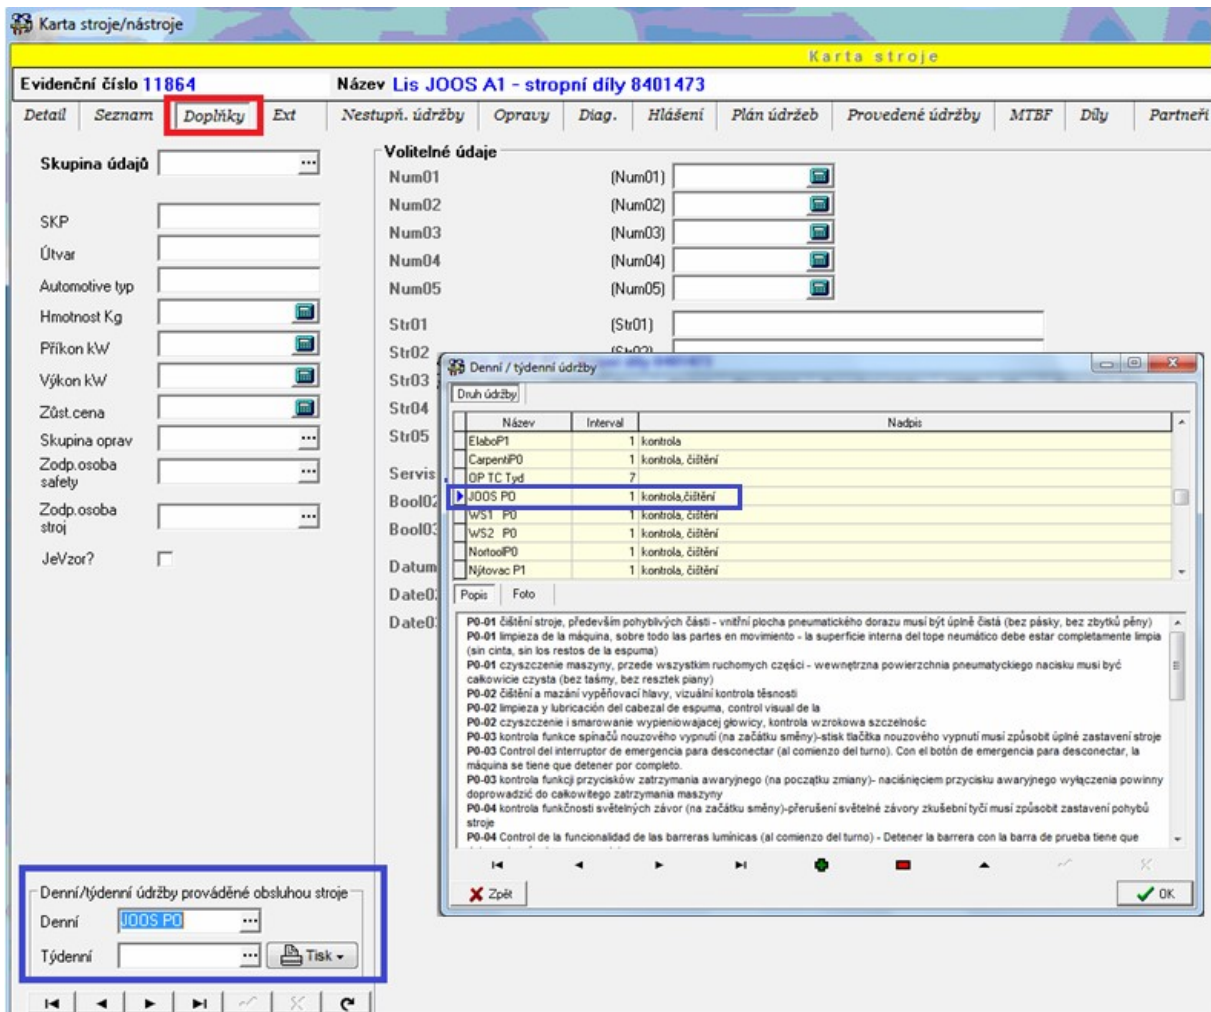 Karta stroje/nástroje
Karta stroje
Evidenční číslo 11864 Název Lis JOOS A1 - stropní díly 8401473
Detail Seznam Doplňky Ext Nestupň. údržby Opravy Diag. Hlášení Plán údržeb Provedené údržby MTBF Díly Partneři
Skupina údajů ...
SKP
Útvar
Automotive typ
Hmotnost Kg
Příkon kW
Výkon kW
Zůst.cena
Skupina oprav ...
Zodp.osoba
safety ...
Zodp.osoba
stroj ...
JeVzor?
Volitelné údaje
Num01 (Num01)
Num02 (Num02)
Num03 (Num03)
Num04 (Num04)
Num05 (Num05)
Str01 (Str01)
Str02
Str03
Str04
Str05
Servis
Bool02
Bool03
Datum
Denní / týdenní údržby
Druh údržby
Název Interval Nadpis
ElaboP1 1 kontrola
CarpentiP0 1 kontrola, čištění
OP TC Tyd 7
JOOS P0 1 kontrola,čištění
WS1 P0 1 kontrola, čištění
WS2 P0 1 kontrola, čištění
NortoolP0 1 kontrola, čištění
Nýtovac P1 1 kontrola, čištění
Popis Foto
P0-01 čištění stroje, především pohyblivých části - vnitřní plocha pneumatického dorazu musí být úplně čistá (bez pásky, bez zbytků pěny)
P0-01 limpieza de la máquina, sobre todo las partes en movimiento - la superficie interna del tope neumático debe estar completamente limpia
(sin cinta, sin los restos de la espuma)
P0-01 czyszczenie maszyny, przede wszystkim ruchomych części - wewnętrzna powierzchnia pneumatyckiego nacisku musi być
całkowicie czysta (bez taśmy, bez resztek piany)
P0-02 čištění a mazání vypěňovací hlavy, vizuální kontrola těsnosti
P0-02 limpieza y lubricación del cabezal de espuma, control visual de la
P0-02 czyszczenie i smarowanie wypieniowajacej głowicy, kontrola wzrokowa szczelnośc
P0-03 kontrola funkce spínačů nouzového vypnutí (na začátku směny)-stisk tlačítka nouzového vypnutí musí způsobit úplné zastavení stroje
P0-03 Control del interruptor de emergencia para desconectar (al comienzo del turno). Con el botón de emergencia para desconectar, la
máquina se tiene que detener por completo.
P0-03 kontrola funkcji przycisków zatrzymania awaryjnego (na początku zmiany)- naciśnięciem przycisku awaryjnego wyłączenia powinny
doprowadzić do całkowitego zatrzymania maszyny
P0-04 kontrola funkčnosti světelných závor (na začátku směny)-přerušení světelné závory zkušební tyčí musí způsobit zastavení pohybů
stroje
P0-04 Control de la funcionalidad de las barreras lumínicas (al comienzo del turno) - Detener la barrera con la barra de prueba tiene que
Zpět OK
Denní/týdenní údržby prováděné obsluhou stroje
Denní JOOS P0 ...
Týdenní ... Tisk